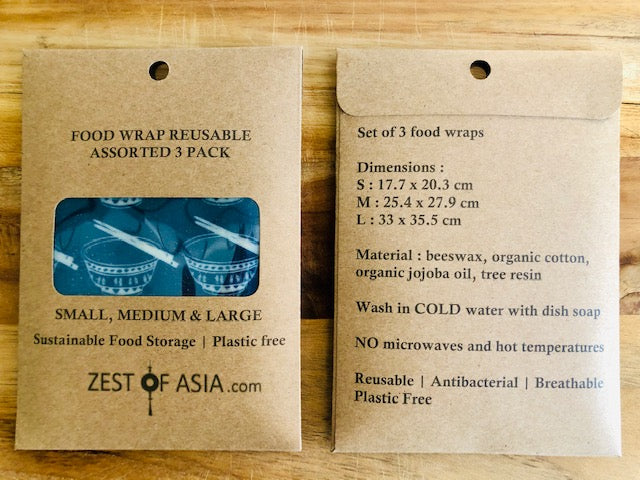 FOOD WRAP REUSABLE
ASSORTED 3 PACK
SMALL, MEDIUM & LARGE
Sustainable Food Storage | Plastic free
ZEST OF ASIA.com
Set of 3 food wraps
Dimensions :
S : 17.7 x 20.3 cm
M : 25.4 x 27.9 cm
L : 33 x 35.5 cm
Material : beeswax, organic cotton,
organic jojoba oil, tree resin
Wash in COLD water with dish soap
NO microwaves and hot temperatures
Reusable | Antibacterial | Breathable
Plastic Free